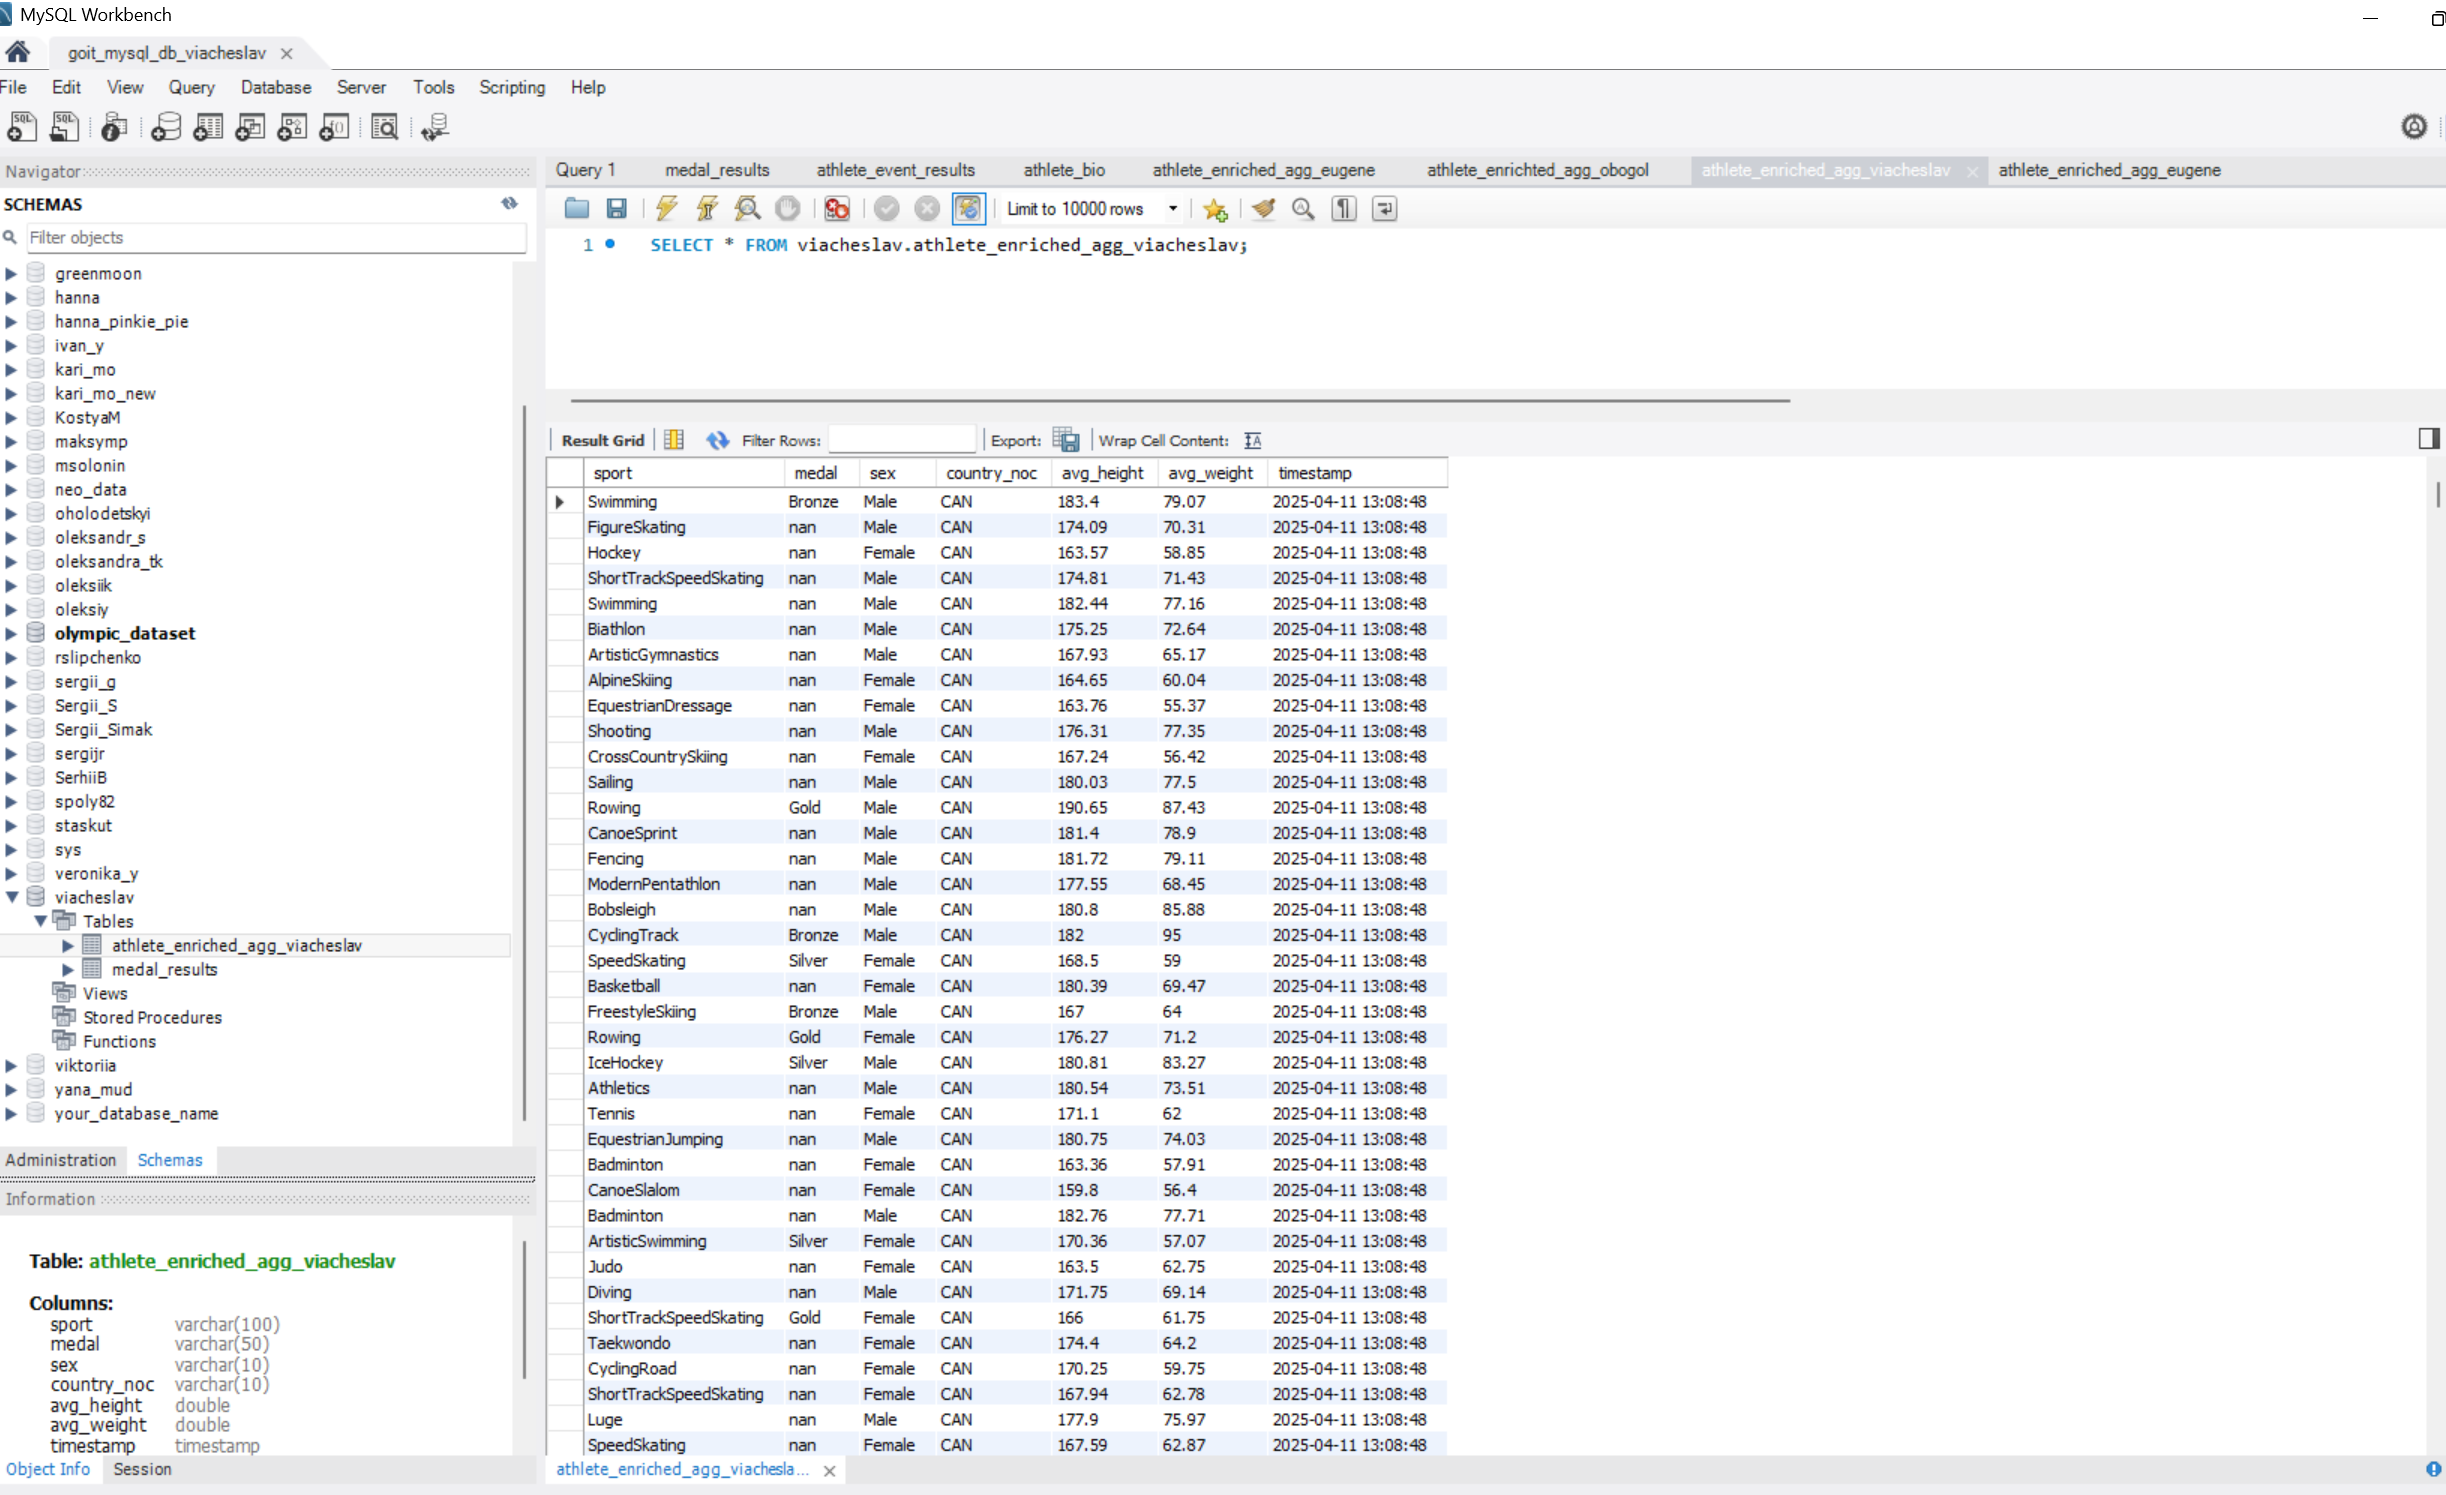 MySQL Workbench
goit_mysql_db_viacheslav
File Edit View Query Database Server Tools Scripting Help
Navigator
SCHEMAS
Filter objects
greenmoon
hanna
hanna_pinkie_pie
ivan_y
kari_mo
kari_mo_new
KostyaM
maksymp
msolonin
neo_data
oholodetskyi
oleksandr_s
oleksandra_tk
oleksiik
oleksiy
olympic_dataset
rslipchenko
sergii_g
Sergii_S
Sergii_Simak
sergijr
SerhiiB
spoly82
staskut
sys
veronika_y
viacheslav
Tables
athlete_enriched_agg_viacheslav
medal_results
Views
Stored Procedures
Functions
viktoriia
yana_mud
your_database_name
Administration Schemas
Information
Table: athlete_enriched_agg_viacheslav
Columns:
sport varchar(100)
medal varchar(50)
sex varchar(10)
country_noc varchar(10)
avg_height double
avg_weight double
timestamp timestamp
Object Info Session
Query 1 medal_results athlete_event_results athlete_bio athlete_enriched_agg_eugene athlete_enrichted_agg_obogol athlete_enriched_agg_viacheslav athlete_enriched_agg_eugene
Limit to 10000 rows
1 SELECT * FROM viacheslav.athlete_enriched_agg_viacheslav;
Result Grid Filter Rows: Export: Wrap Cell Content:
sport medal sex country_noc avg_height avg_weight timestamp
Swimming Bronze Male CAN 183.4 79.07 2025-04-11 13:08:48
FigureSkating nan Male CAN 174.09 70.31 2025-04-11 13:08:48
Hockey nan Female CAN 163.57 58.85 2025-04-11 13:08:48
ShortTrackSpeedSkating nan Male CAN 174.81 71.43 2025-04-11 13:08:48
Swimming nan Male CAN 182.44 77.16 2025-04-11 13:08:48
Biathlon nan Male CAN 175.25 72.64 2025-04-11 13:08:48
ArtisticGymnastics nan Male CAN 167.93 65.17 2025-04-11 13:08:48
AlpineSkiing nan Female CAN 164.65 60.04 2025-04-11 13:08:48
EquestrianDressage nan Female CAN 163.76 55.37 2025-04-11 13:08:48
Shooting nan Male CAN 176.31 77.35 2025-04-11 13:08:48
CrossCountrySkiing nan Female CAN 167.24 56.42 2025-04-11 13:08:48
Sailing nan Male CAN 180.03 77.5 2025-04-11 13:08:48
Rowing Gold Male CAN 190.65 87.43 2025-04-11 13:08:48
CanoeSprint nan Male CAN 181.4 78.9 2025-04-11 13:08:48
Fencing nan Male CAN 181.72 79.11 2025-04-11 13:08:48
ModernPentathlon nan Male CAN 177.55 68.45 2025-04-11 13:08:48
Bobsleigh nan Male CAN 180.8 85.88 2025-04-11 13:08:48
CyclingTrack Bronze Male CAN 182 95 2025-04-11 13:08:48
SpeedSkating Silver Female CAN 168.5 59 2025-04-11 13:08:48
Basketball nan Female CAN 180.39 69.47 2025-04-11 13:08:48
FreestyleSkiing Bronze Male CAN 167 64 2025-04-11 13:08:48
Rowing Gold Female CAN 176.27 71.2 2025-04-11 13:08:48
IceHockey Silver Male CAN 180.81 83.27 2025-04-11 13:08:48
Athletics nan Male CAN 180.54 73.51 2025-04-11 13:08:48
Tennis nan Female CAN 171.1 62 2025-04-11 13:08:48
EquestrianJumping nan Male CAN 180.75 74.03 2025-04-11 13:08:48
Badminton nan Female CAN 163.36 57.91 2025-04-11 13:08:48
CanoeSlalom nan Female CAN 159.8 56.4 2025-04-11 13:08:48
Badminton nan Male CAN 182.76 77.71 2025-04-11 13:08:48
ArtisticSwimming Silver Female CAN 170.36 57.07 2025-04-11 13:08:48
Judo nan Female CAN 163.5 62.75 2025-04-11 13:08:48
Diving nan Male CAN 171.75 69.14 2025-04-11 13:08:48
ShortTrackSpeedSkating Gold Female CAN 166 61.75 2025-04-11 13:08:48
Taekwondo nan Female CAN 174.4 64.2 2025-04-11 13:08:48
CyclingRoad nan Female CAN 170.25 59.75 2025-04-11 13:08:48
ShortTrackSpeedSkating nan Female CAN 167.94 62.78 2025-04-11 13:08:48
Luge nan Male CAN 177.9 75.97 2025-04-11 13:08:48
SpeedSkating nan Female CAN 167.59 62.87 2025-04-11 13:08:48
athlete_enriched_agg_viachesla...